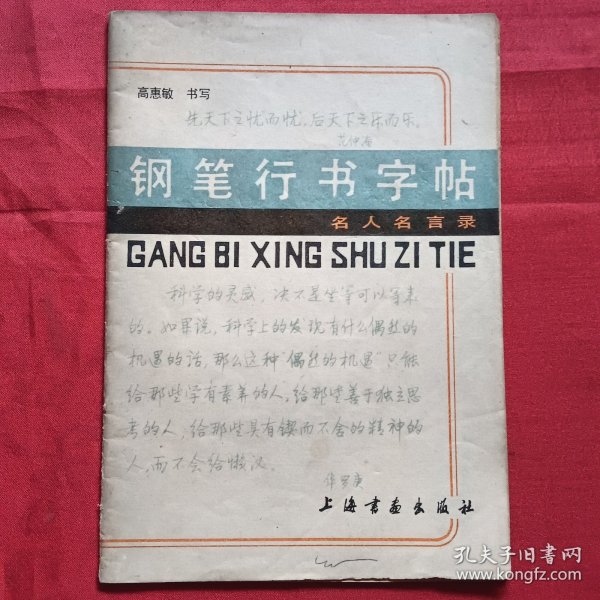 高惠敏 书写
先天下之忧而忧,后天下之乐而乐。
范仲淹
钢笔行书字帖
名人名言录
GANG BI XING SHU ZI TIE
科学的灵感,决不是坐等可以等来
的。如果说,科学上的发现有什么偶然的
机遇的话,那么这种“偶然的机遇”只能
给那些学有素养的人,给那些善于独立思
考的人,给那些具有锲而不舍的精神的
人,而不会给懒汉。
华罗庚
上海书画出版社
孔夫子旧书网
www.kongfz.com